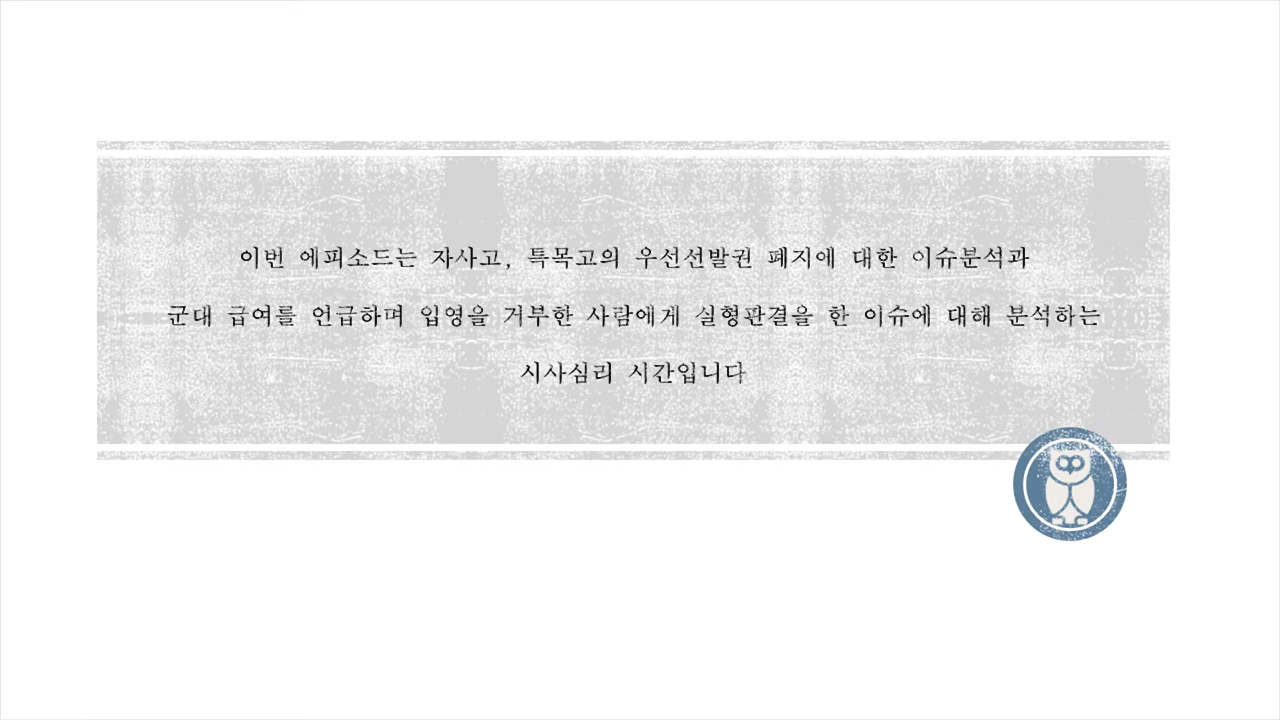 이번 에피소드는 자사고, 특목고의 우선선발권 폐지에 대한 이슈분석과
군대 급여를 언급하며 입영을 거부한 사람에게 실형판결을 한 이슈에 대해 분석하는
시사심리 시간입니다